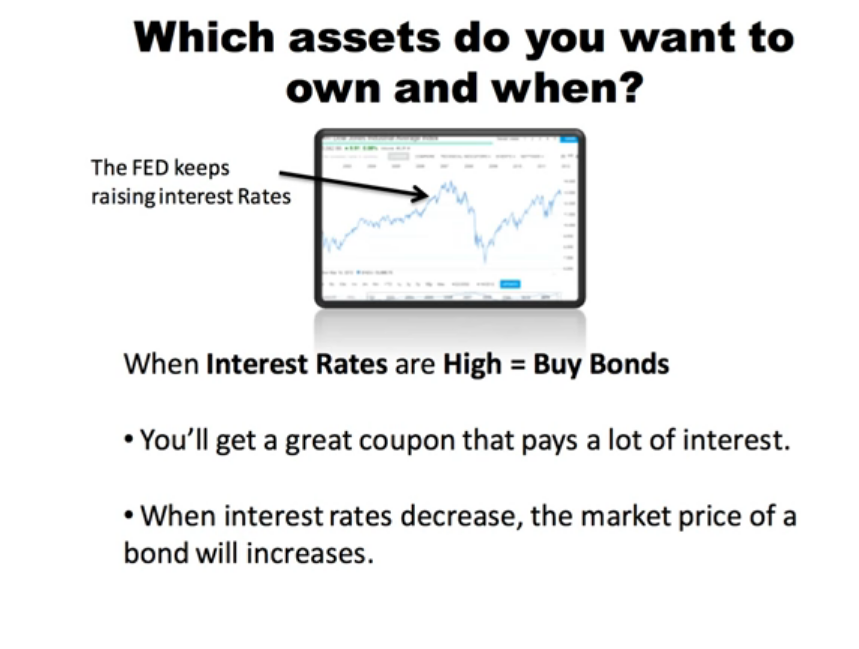 Which assets do you want to
own and when?
The FED keeps
raising interest Rates
When Interest Rates are High = Buy Bonds
• You'll get a great coupon that pays a lot of interest.
• When interest rates decrease, the market price of a
bond will increases.